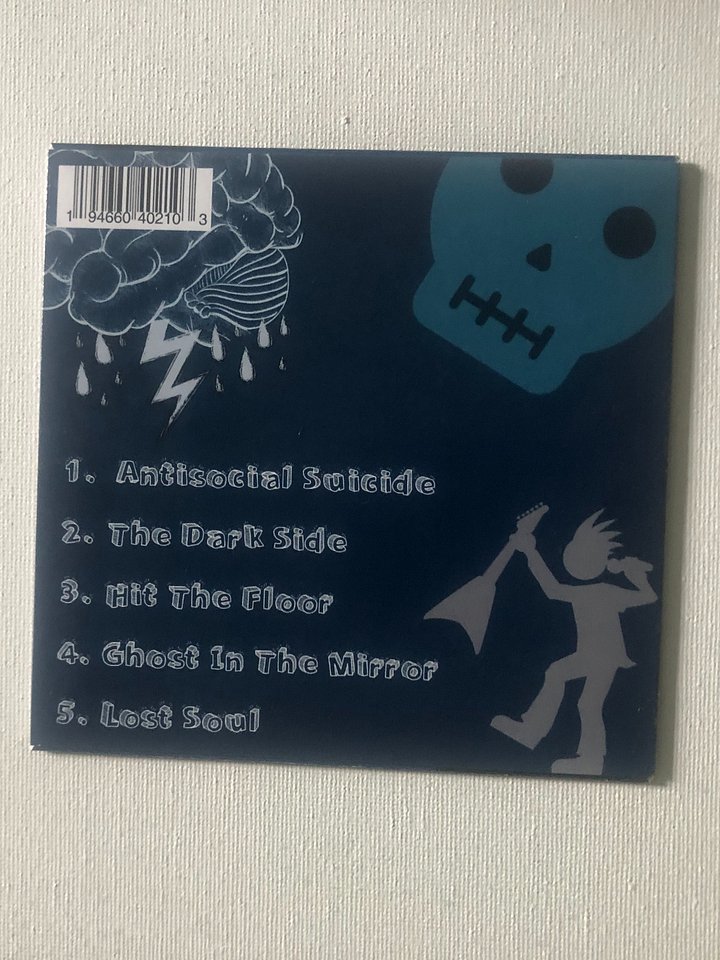 1 94660 40210 3
1. Antisocial Suicide
2. The Dark Side
3. Hit The Floor
4. Ghost In The Mirror
5. Lost Soul